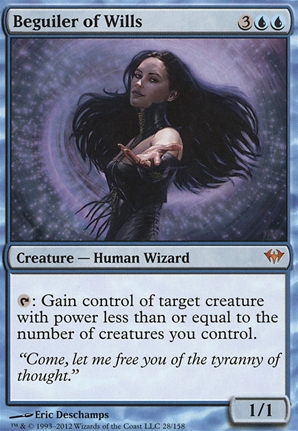 Beguiler of Wills 3
Creature — Human Wizard
: Gain control of target creature
with power less than or equal to the
number of creatures you control.
“Come, let me free you of the tyranny of
thought.”
Eric Deschamps
™ & © 1993–2012 Wizards of the Coast LLC 28/158
1/1